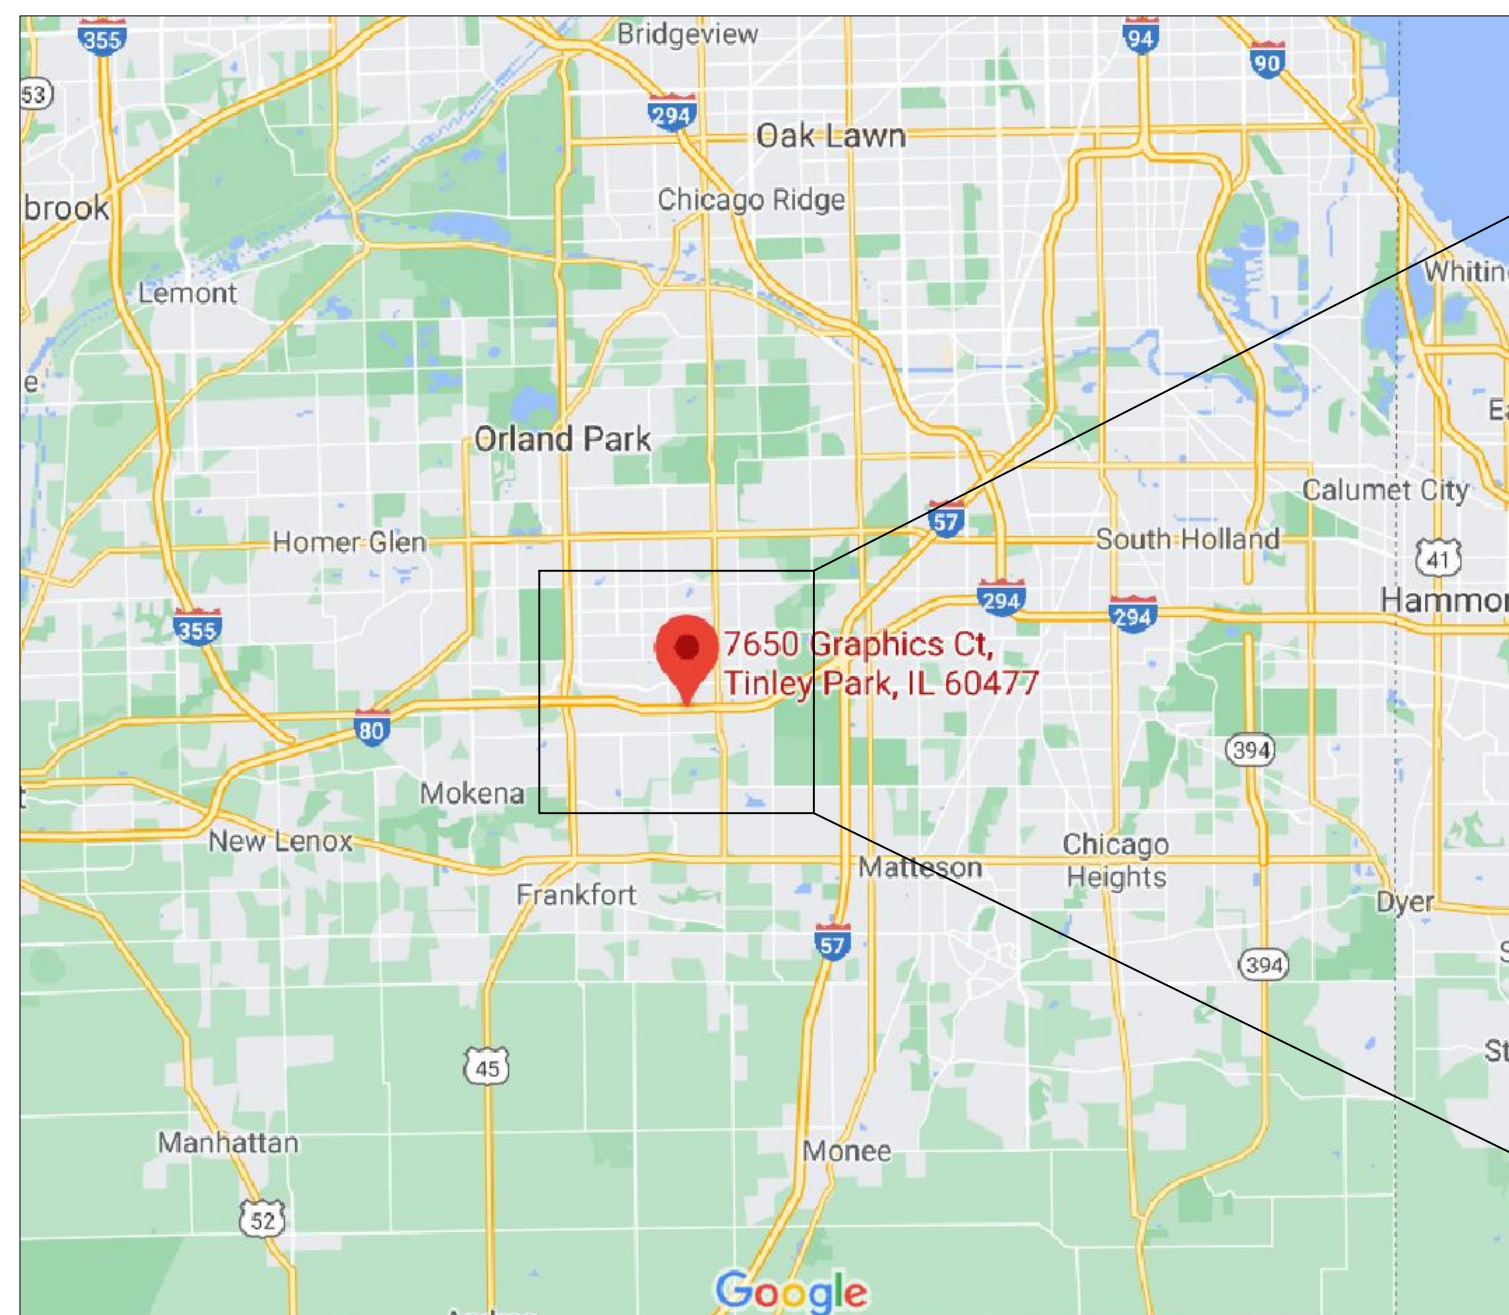 355
Bridgeview
94
90
53
294
Oak Lawn
brook
Chicago Ridge
Whitin
Lemont
e
Orland Park
Calumet City
57
Homer Glen
South Holland
41
294
294
Hammo
355
7650 Graphics Ct,
Tinley Park, IL 60477
80
394
Mokena
New Lenox
Chicago
Heights
Matteson
Frankfort
Dyer
57
394
S
St
45
Manhattan
Monee
52
Google